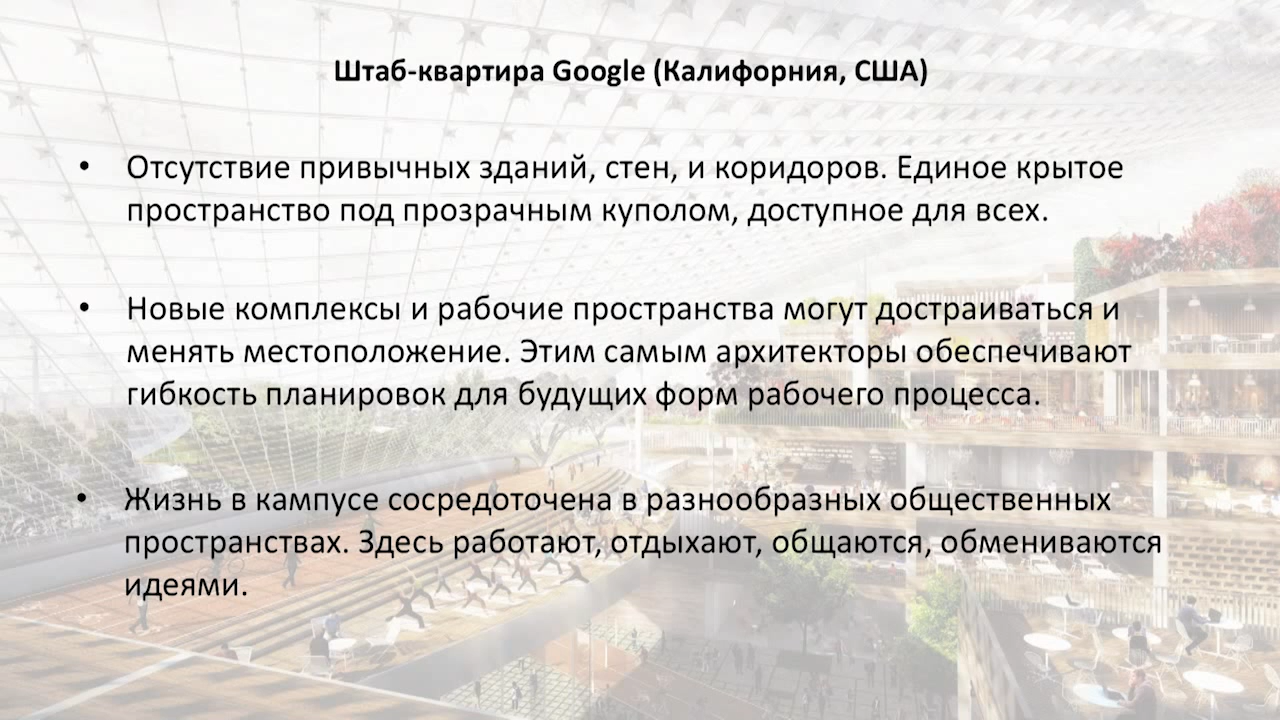 Штаб-квартира Google (Калифорния, США)
• Отсутствие привычных зданий, стен, и коридоров. Единое крытое
пространство под прозрачным куполом, доступное для всех.
• Новые комплексы и рабочие пространства могут достраиваться и
менять местоположение. Этим самым архитекторы обеспечивают
гибкость планировок для будущих форм рабочего процесса.
• Жизнь в кампусе сосредоточена в разнообразных общественных
пространствах. Здесь работают, отдыхают, общаются, обмениваются
идеями.